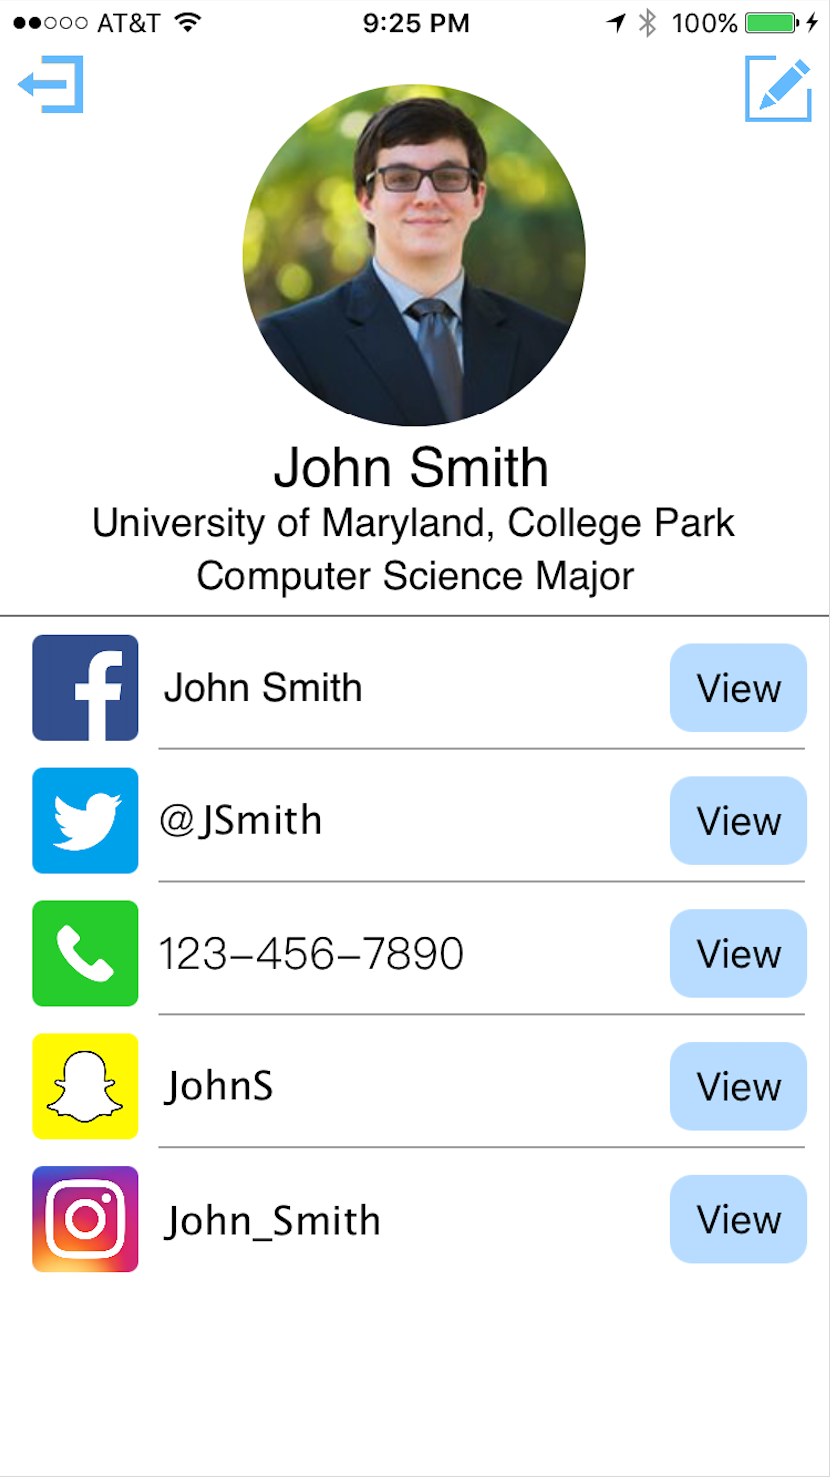 AT&T 9:25 PM 100%
John Smith
University of Maryland, College Park
Computer Science Major
John Smith View
@JSmith View
123-456-7890 View
JohnS View
John_Smith View